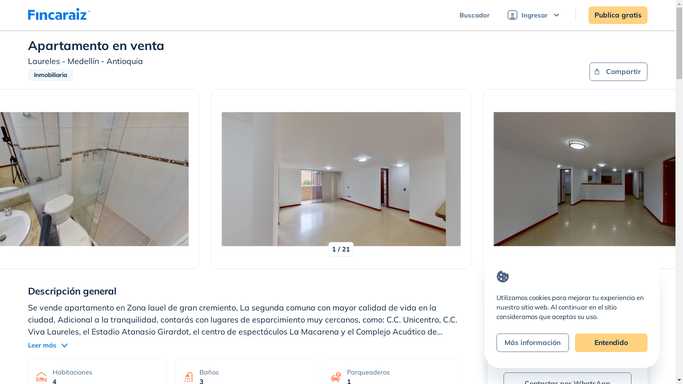 Fincaraiz
Buscador
Ingresar
Publica gratis
Apartamento en venta
Laureles - Medellín - Antioquia
Inmobiliaria
Compartir
1 / 21
Descripción general
Se vende apartamento en Zona lauel de gran cremiento, La segunda comuna con mayor calidad de vida en la
ciudad, Adicional a la tranquilidad, contarás con lugares de esparcimiento muy cercanos, como: C.C. Unicentro, C.C.
Viva Laureles, el Estadio Atanasio Girardot, el centro de espectáculos La Macarena y el Complejo Acuático de...
Leer más
Habitaciones
4
Baños
3
Parqueaderos
1
Utilizamos cookies para mejorar tu experiencia en
nuestro sitio web. Al continuar en el sitio
consideramos que aceptas su uso.
Más información
Entendido
Contactar por WhatsApp